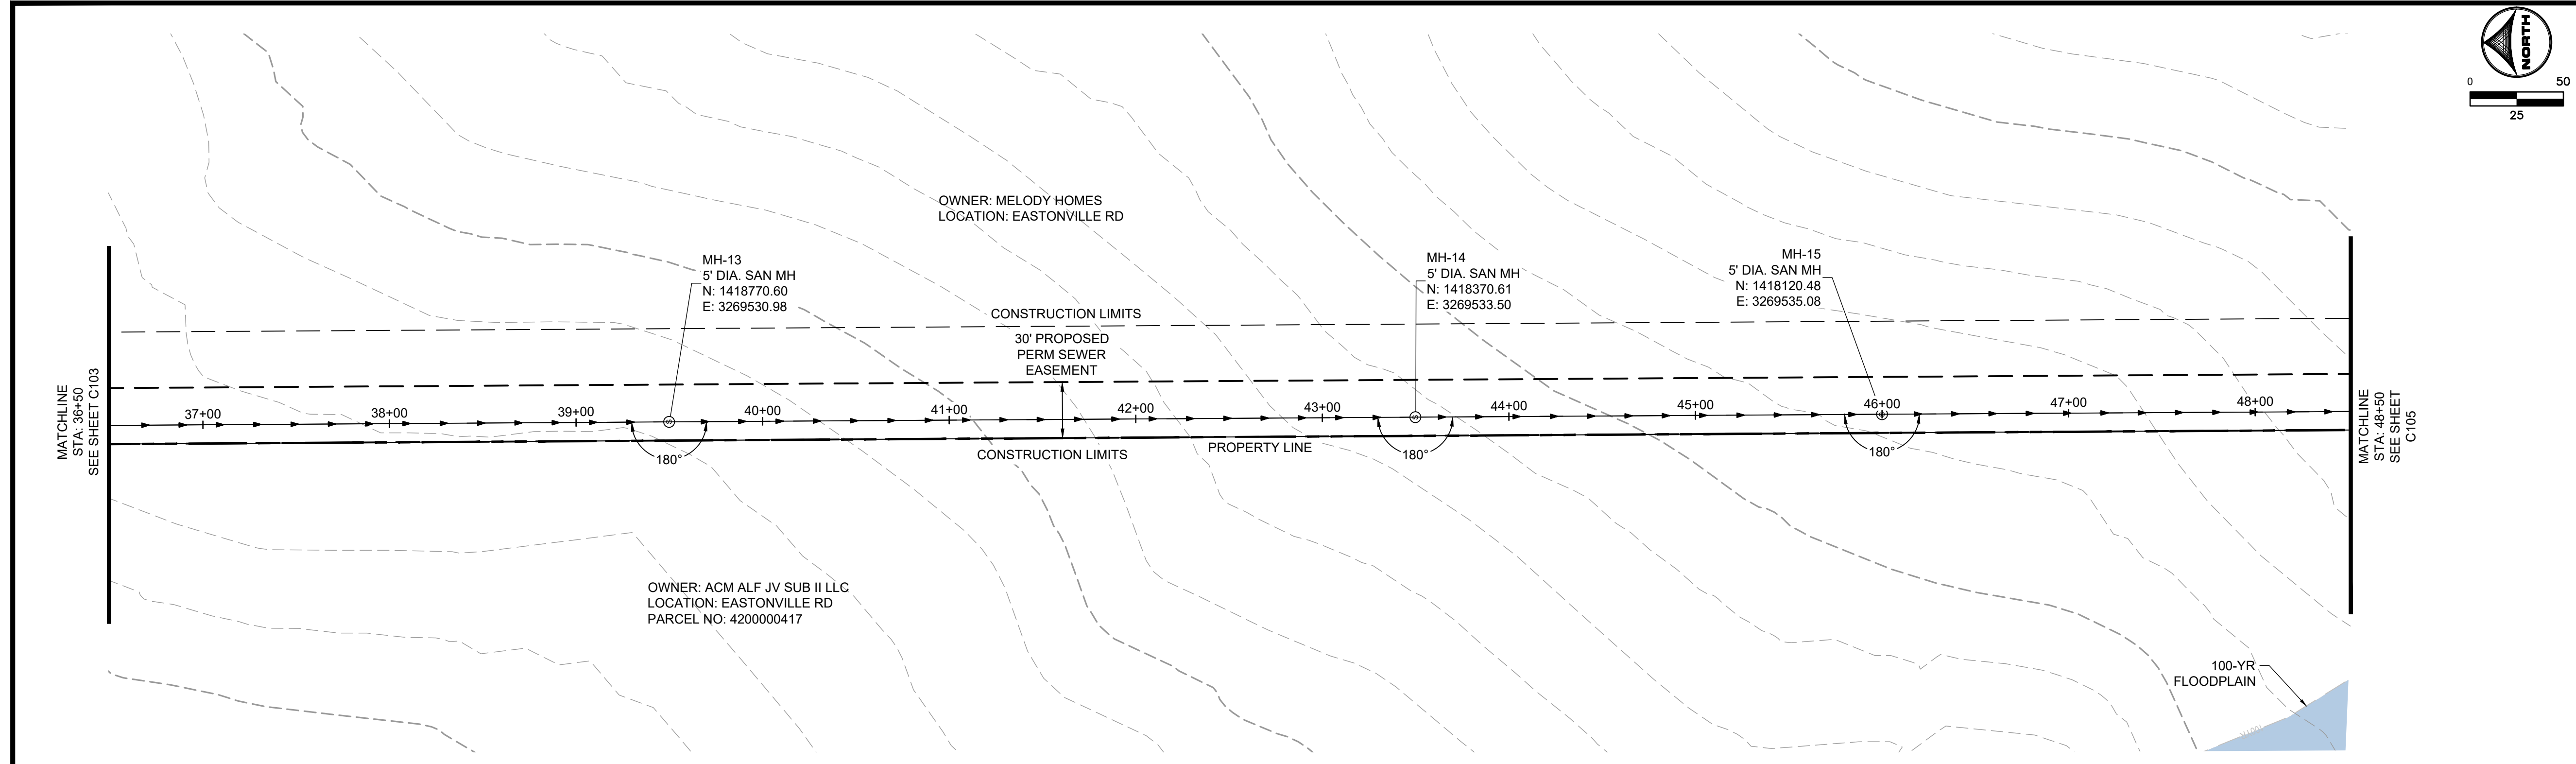 NORTH
0
50
25
OWNER: MELODY HOMES
LOCATION: EASTONVILLE RD
MH-13
5' DIA. SAN MH
N: 1418770.60
E: 3269530.98
MH-14
5' DIA. SAN MH
N: 1418370.61
E: 3269533.50
MH-15
5' DIA. SAN MH
N: 1418120.48
E: 3269535.08
CONSTRUCTION LIMITS
30' PROPOSED
PERM SEWER
EASEMENT
MATCHLINE
STA: 36+50
SEE SHEET C103
37+00
38+00
39+00
40+00
41+00
42+00
43+00
44+00
45+00
46+00
47+00
48+00
S
S
MATCHLINE
STA: 48+50
SEE SHEET
C105
180°
CONSTRUCTION LIMITS
PROPERTY LINE
180°
180°
OWNER: ACM ALF JV SUB II LLC
LOCATION: EASTONVILLE RD
PARCEL NO: 4200000417
100-YR
FLOODPLAIN